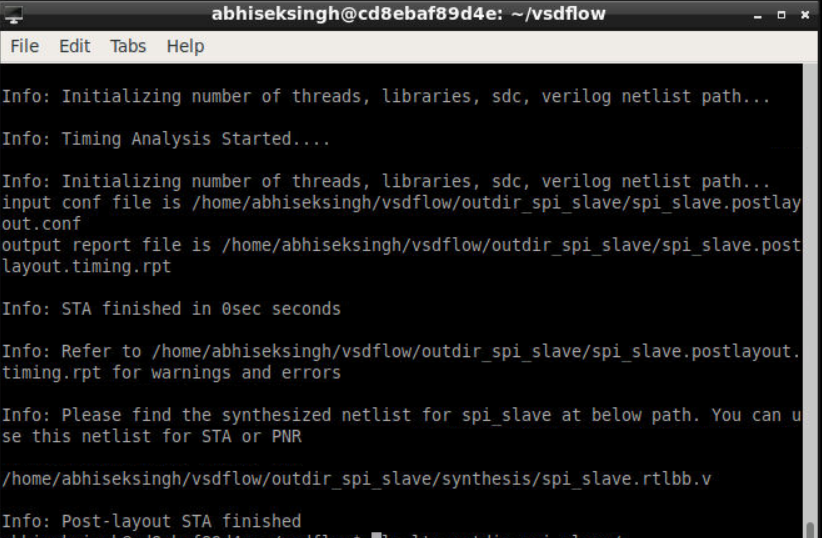 abhiseksingh@cd8ebaf89d4e: ~/vsdflow
File Edit Tabs Help
Info: Initializing number of threads, libraries, sdc, verilog netlist path...
Info: Timing Analysis Started....
Info: Initializing number of threads, libraries, sdc, verilog netlist path...
input conf file is /home/abhiseksingh/vsdflow/outdir_spi_slave/spi_slave.postlay
out.conf
output report file is /home/abhiseksingh/vsdflow/outdir_spi_slave/spi_slave.post
layout.timing.rpt
Info: STA finished in 0sec seconds
Info: Refer to /home/abhiseksingh/vsdflow/outdir_spi_slave/spi_slave.postlayout.
timing.rpt for warnings and errors
Info: Please find the synthesized netlist for spi_slave at below path. You can u
se this netlist for STA or PNR
/home/abhiseksingh/vsdflow/outdir_spi_slave/synthesis/spi_slave.rtlbb.v
Info: Post-layout STA finished